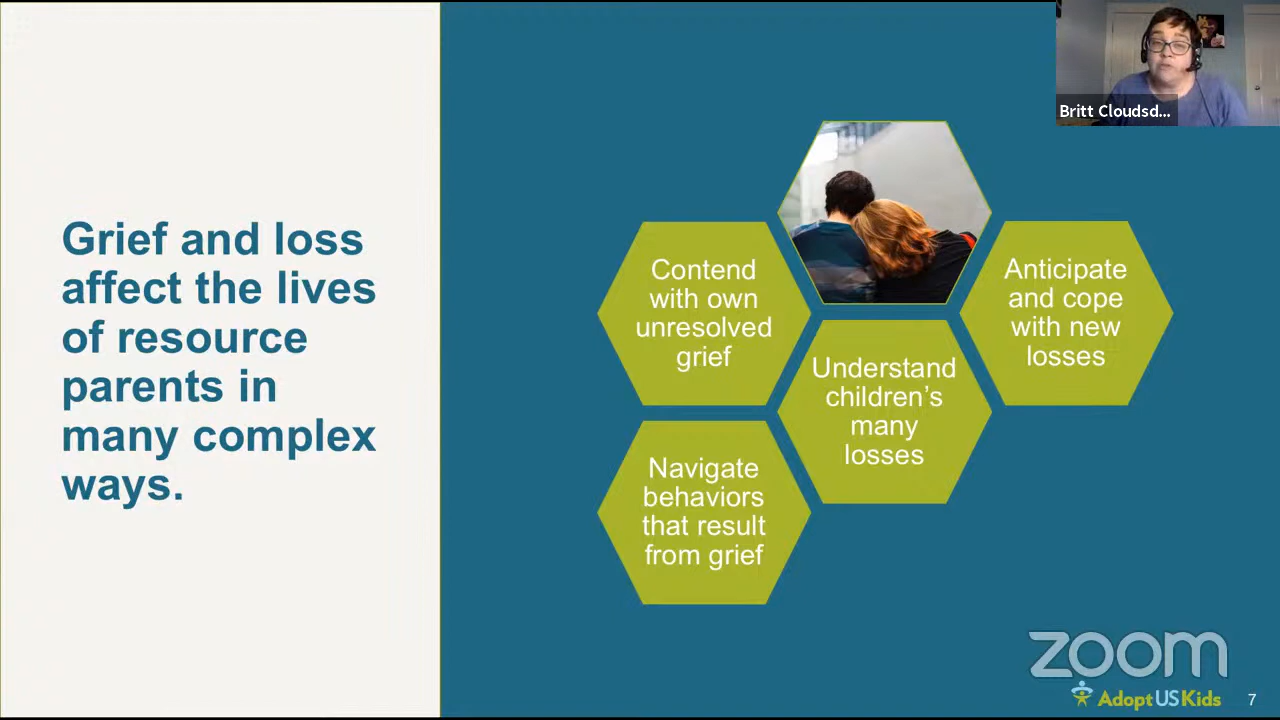 Grief and loss
affect the lives
of resource
parents in
many complex
ways.
Contend
with own
unresolved
grief
Anticipate
and cope
with new
losses
Understand
children's
many
losses
Navigate
behaviors
that result
from grief
Britt Cloudsd...
zoom
AdoptUSKids
7